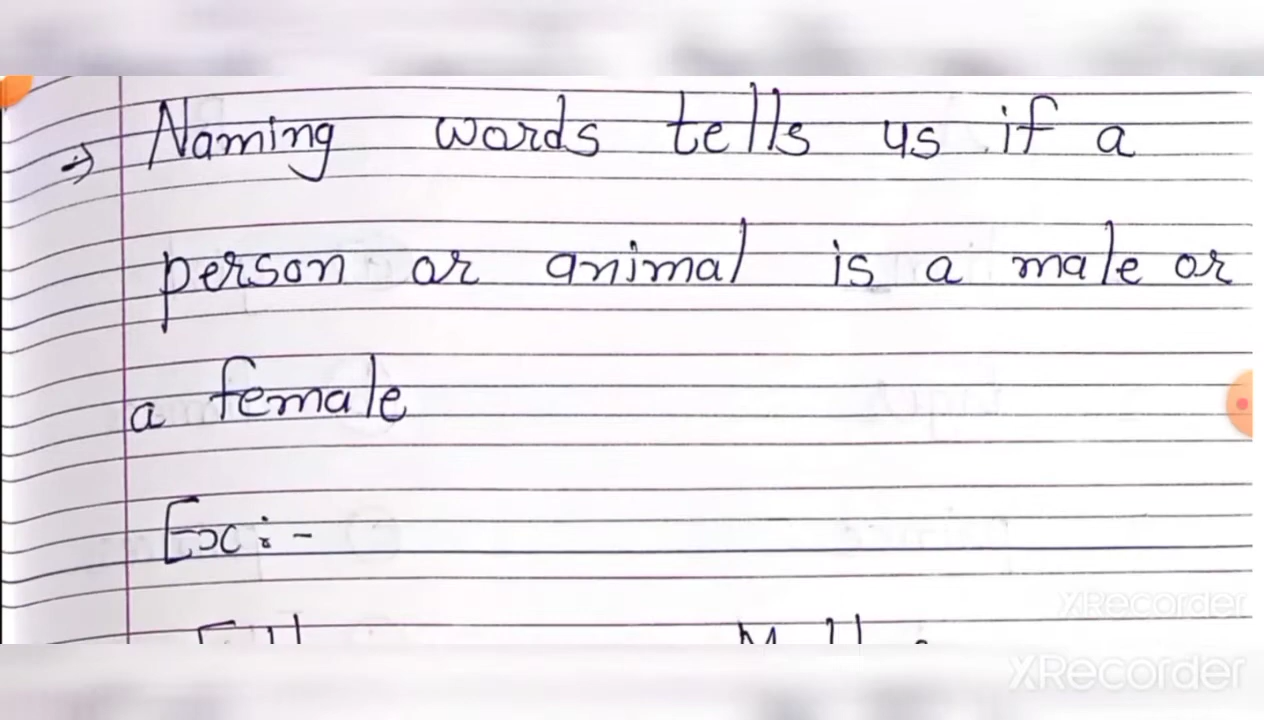 ⇒ Naming words tells us if a
person or animal is a male or
a female
Ex:-
XRecorder
XRecorder